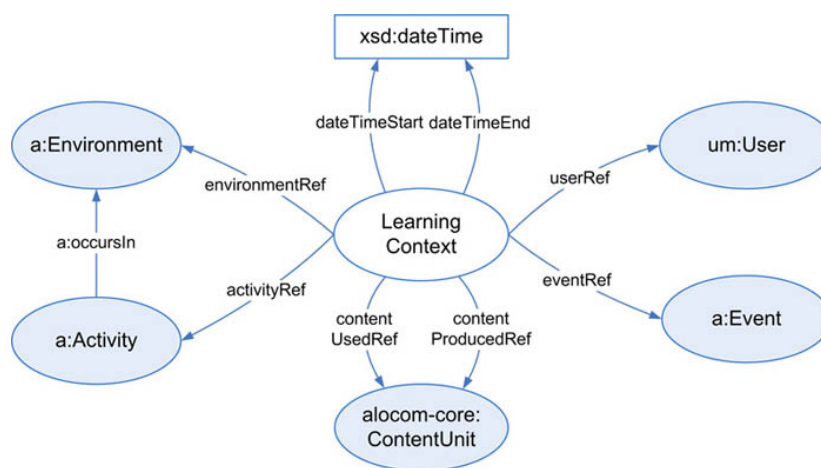 xsd:dateTime
dateTimeStart
dateTimeEnd
a:Environment
um:User
environmentRef
userRef
Learning
Context
a:occursIn
activityRef
eventRef
a:Activity
content
UsedRef
content
ProducedRef
a:Event
alocom-core:
ContentUnit